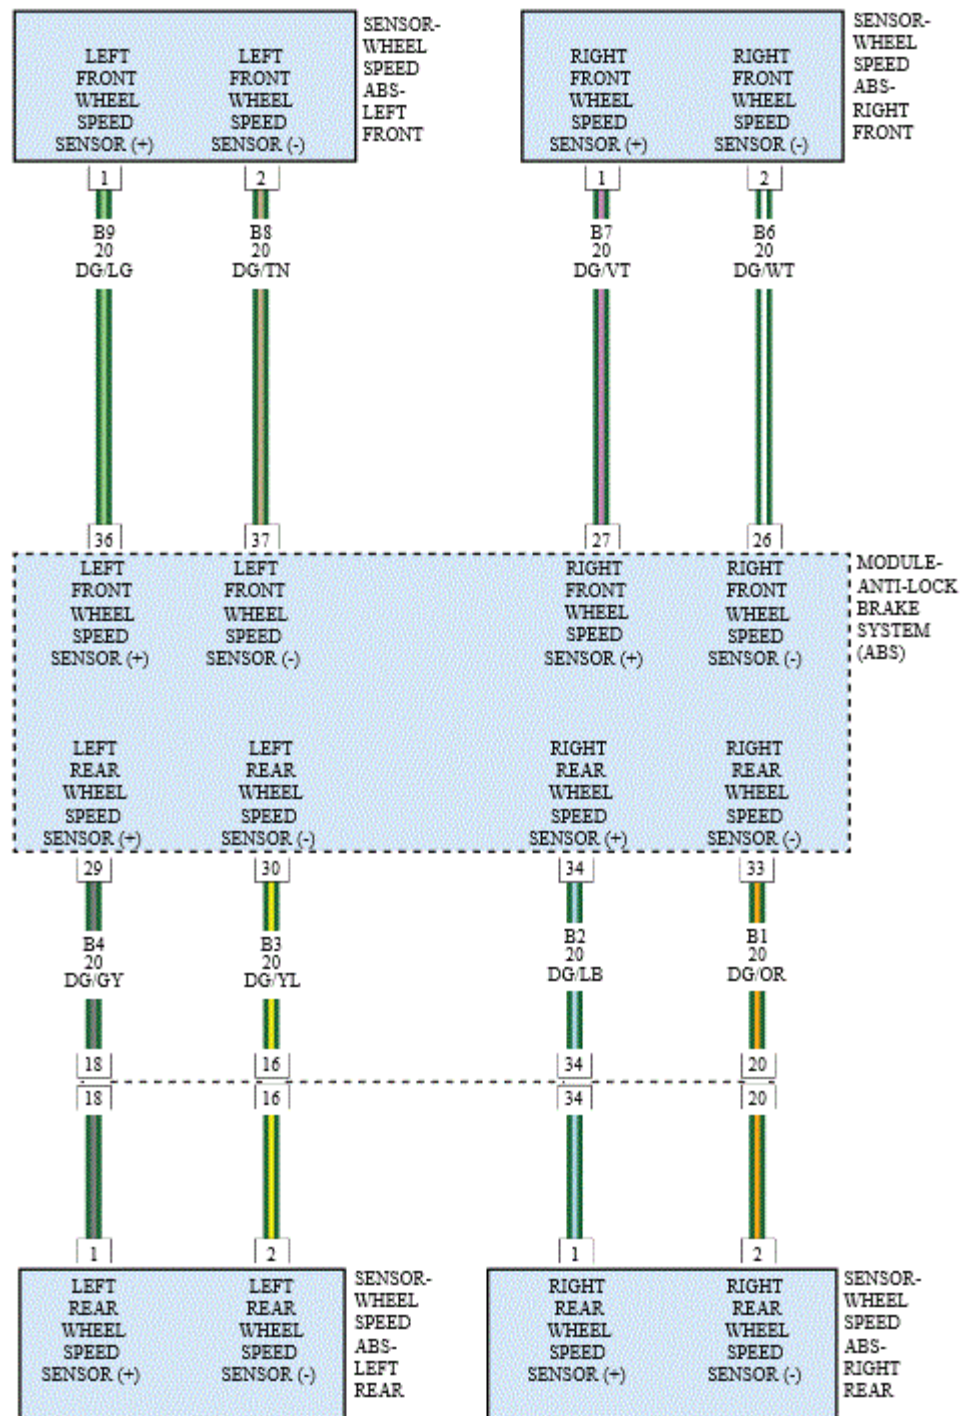 LEFT
FRONT
WHEEL
SPEED
SENSOR (+)
LEFT
FRONT
WHEEL
SPEED
SENSOR (-)
SENSOR-
WHEEL
SPEED
ABS-
LEFT
FRONT
RIGHT
FRONT
WHEEL
SPEED
SENSOR (+)
RIGHT
FRONT
WHEEL
SPEED
SENSOR (-)
SENSOR-
WHEEL
SPEED
ABS-
RIGHT
FRONT
1
2
1
2
B9
20
DG/LG
B8
20
DG/TN
B7
20
DG/VT
B6
20
DG/WT
36
37
27
26
LEFT
FRONT
WHEEL
SPEED
SENSOR (+)
LEFT
FRONT
WHEEL
SPEED
SENSOR (-)
RIGHT
FRONT
WHEEL
SPEED
SENSOR (+)
RIGHT
FRONT
WHEEL
SPEED
SENSOR (-)
MODULE-
ANTI-LOCK
BRAKE
SYSTEM
(ABS)
LEFT
REAR
WHEEL
SPEED
SENSOR (+)
LEFT
REAR
WHEEL
SPEED
SENSOR (-)
RIGHT
REAR
WHEEL
SPEED
SENSOR (+)
RIGHT
REAR
WHEEL
SPEED
SENSOR (-)
29
30
34
33
B4
20
DG/GY
B3
20
DG/YL
B2
20
DG/LB
B1
20
DG/OR
18
16
34
20
18
16
34
20
1
2
1
2
LEFT
REAR
WHEEL
SPEED
SENSOR (+)
LEFT
REAR
WHEEL
SPEED
SENSOR (-)
SENSOR-
WHEEL
SPEED
ABS-
LEFT
REAR
RIGHT
REAR
WHEEL
SPEED
SENSOR (+)
RIGHT
REAR
WHEEL
SPEED
SENSOR (-)
SENSOR-
WHEEL
SPEED
ABS-
RIGHT
REAR